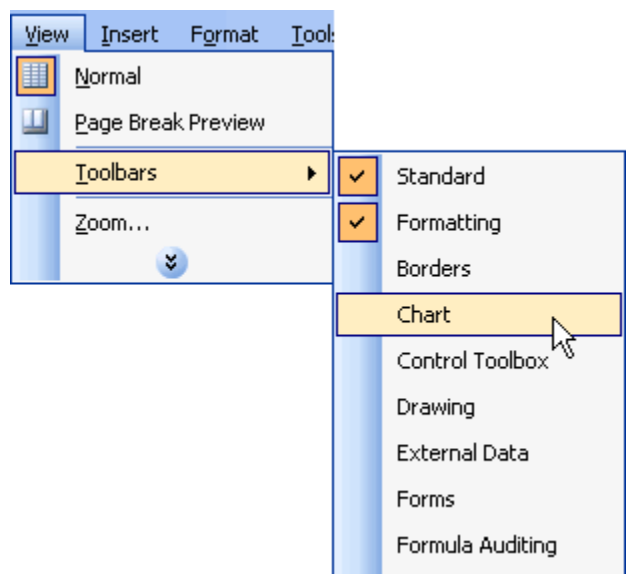 View Insert Format Tools
Normal
Page Break Preview
Toolbars
Zoom...
Standard
Formatting
Borders
Chart
Control Toolbox
Drawing
External Data
Forms
Formula Auditing